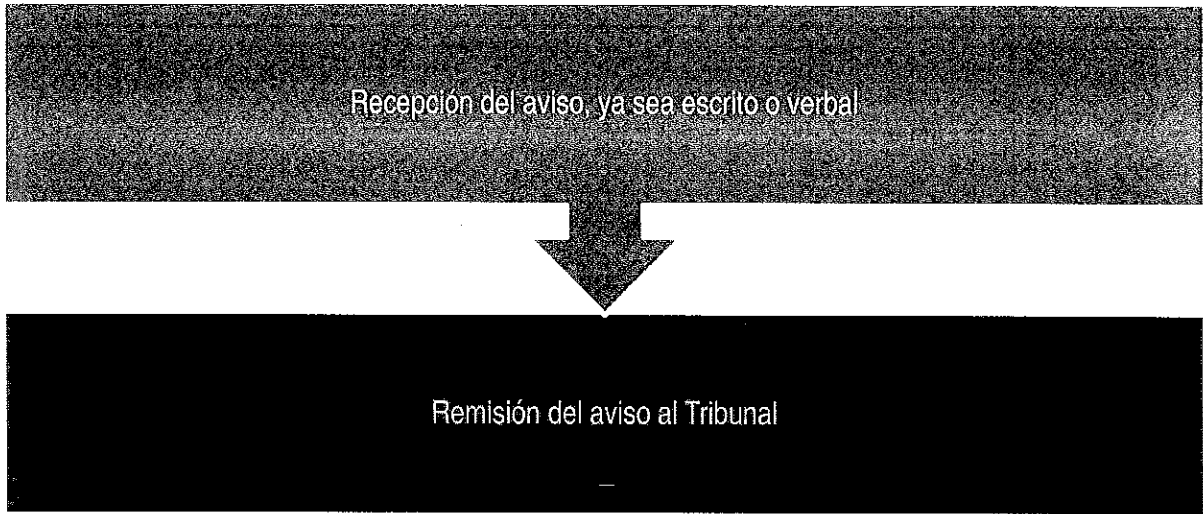 Recepción del aviso, ya sea escrito o verbal
Remisión del aviso al Tribunal